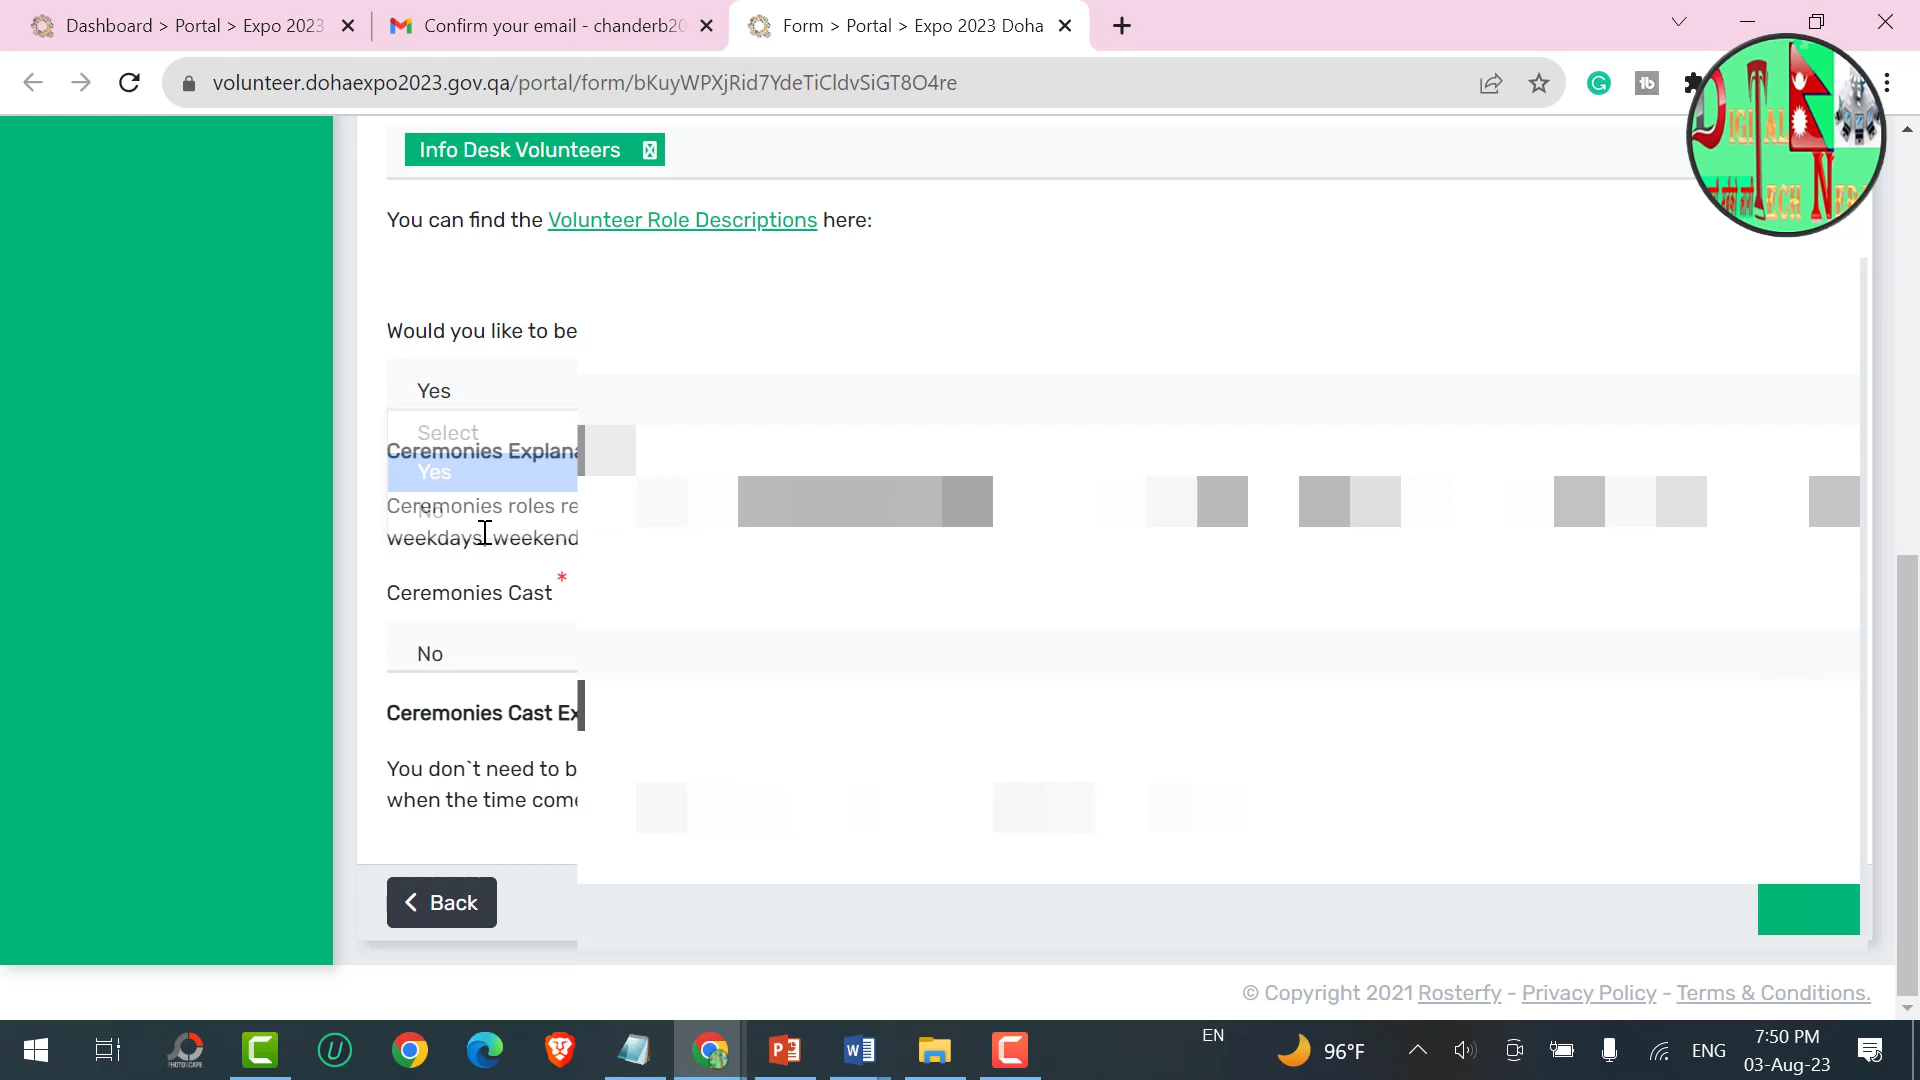 Dashboard > Portal > Expo 2023
Confirm your email - chanderb20
Form > Portal > Expo 2023 Doha
volunteer.dohaexpo2023.gov.qa/portal/form/bKuyWPXjRid7YdeTiCldvSiGT8O4re
Info Desk Volunteers
You can find the Volunteer Role Descriptions here:
Would you like to be
Yes
Select
Ceremonies Explana
Yes
Ceremonies roles re
No
weekdays, weekend
Ceremonies Cast *
No
Ceremonies Cast Ex
You don`t need to b
when the time come
Back
© Copyright 2021 Rosterfy - Privacy Policy - Terms & Conditions.
EN
96°F
ENG
7:50 PM
03-Aug-23
DIGITAL
TECH NEPAL
PHOTOSCAPE